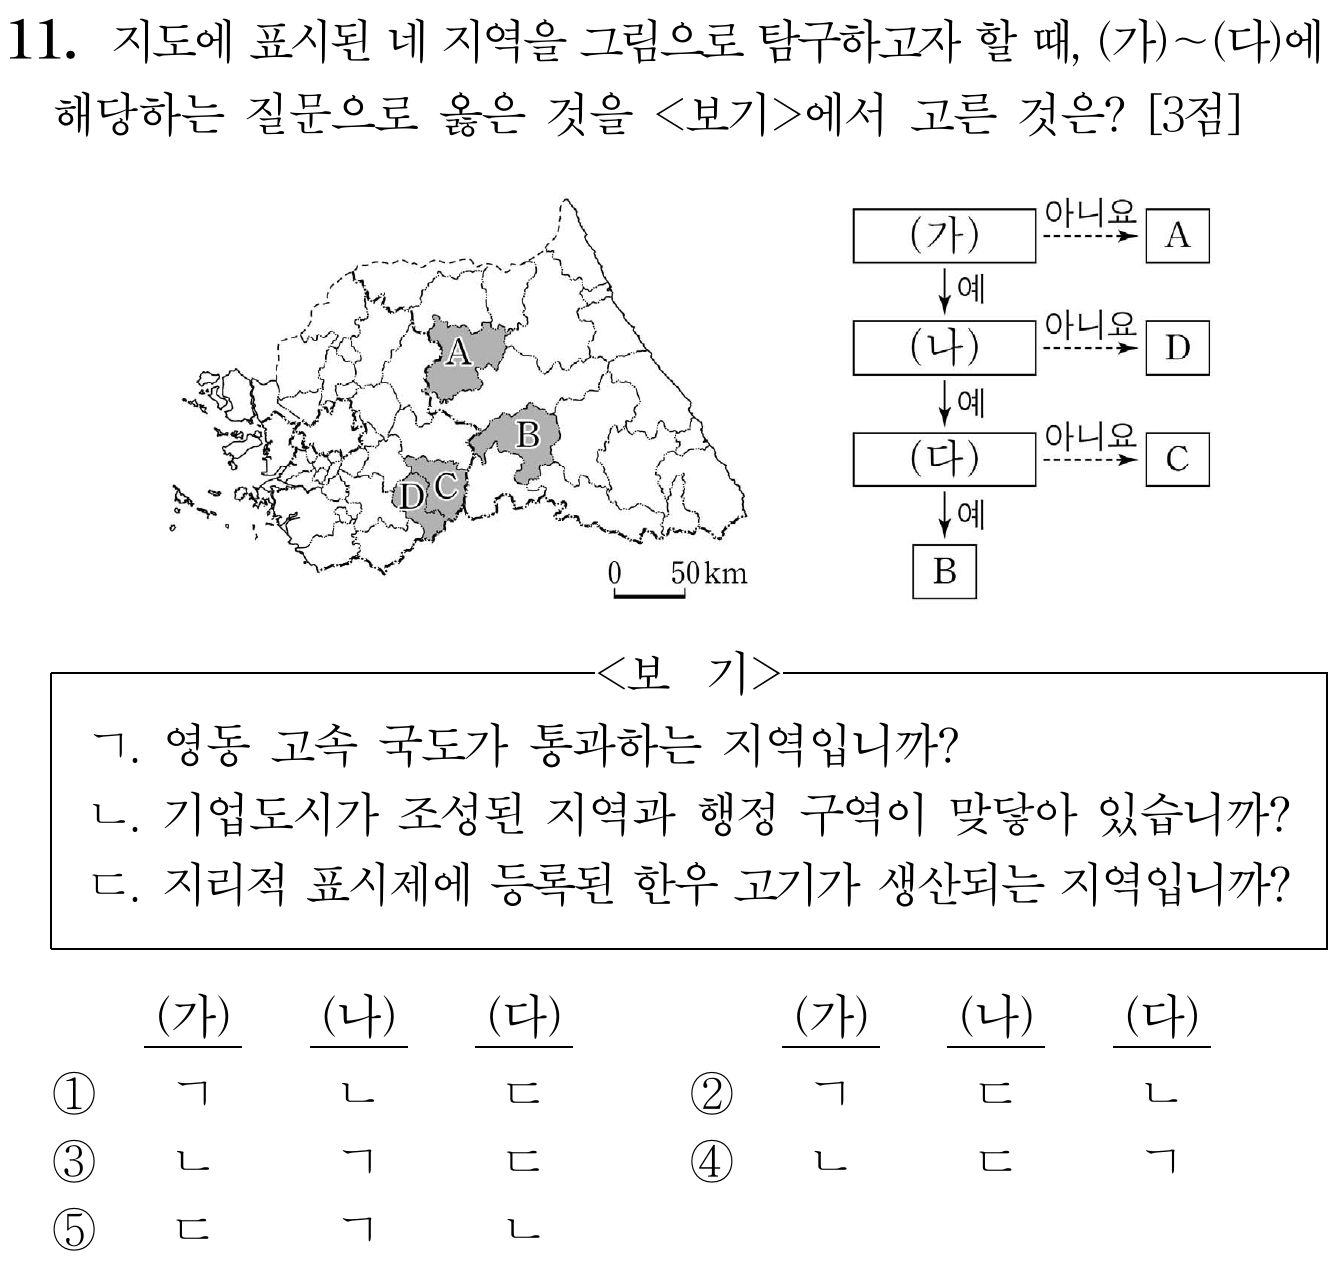 11. 지도에 표시된 네 지역을 그림으로 탐구하고자 할 때, (가)~(다)에
해당하는 질문으로 옳은 것을 <보기>에서 고른 것은? [3점]
A
B
C
D
0 50km
(가) 아니요 A
예
(나) 아니요 D
예
(다) 아니요 C
예
B
<보 기>
ㄱ. 영동 고속 국도가 통과하는 지역입니까?
ㄴ. 기업도시가 조성된 지역과 행정 구역이 맞닿아 있습니까?
ㄷ. 지리적 표시제에 등록된 한우 고기가 생산되는 지역입니까?
(가) (나) (다) (가) (나) (다)
① ㄱ ㄴ ㄷ ② ㄱ ㄷ ㄴ
③ ㄴ ㄱ ㄷ ④ ㄴ ㄷ ㄱ
⑤ ㄷ ㄱ ㄴ